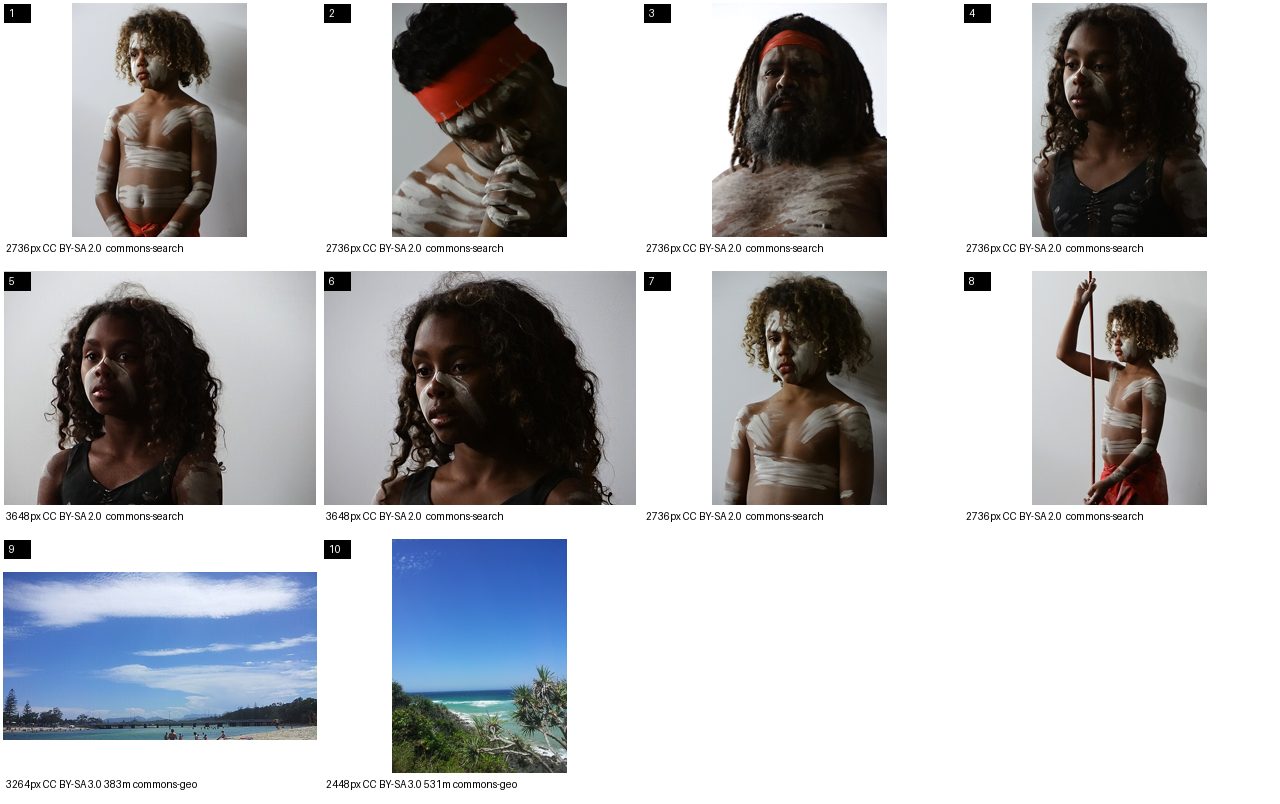 1
2
3
4
2736px CC BY-SA 2.0 commons-search
2736px CC BY-SA 2.0 commons-search
2736px CC BY-SA 2.0 commons-search
2736px CC BY-SA 2.0 commons-search
5
6
7
8
3648px CC BY-SA 2.0 commons-search
3648px CC BY-SA 2.0 commons-search
2736px CC BY-SA 2.0 commons-search
2736px CC BY-SA 2.0 commons-search
9
10
3264px CC BY-SA 3.0 383m commons-geo
2448px CC BY-SA 3.0 531m commons-geo